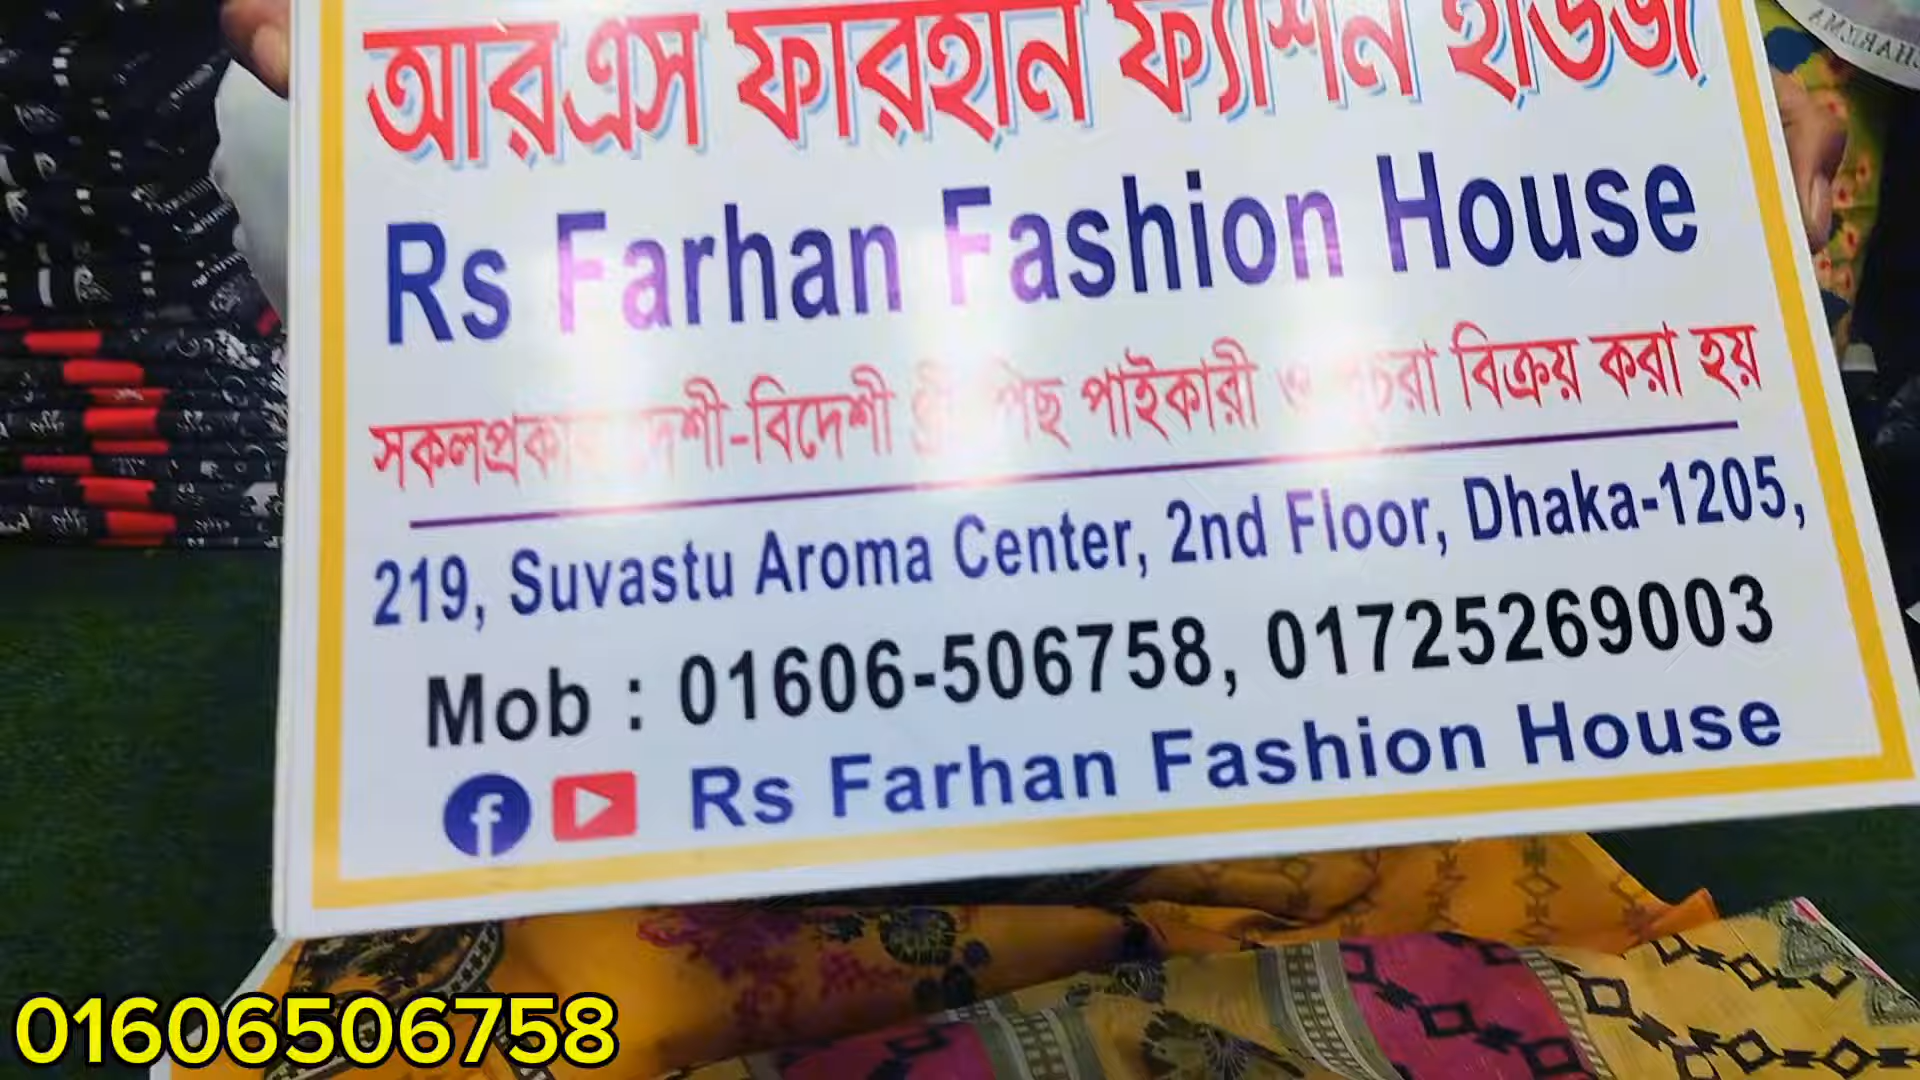 আরএস ফারহান ফ্যাশন হাউজ
Rs Farhan Fashion House
সকলপ্রকার দেশী-বিদেশী থ্রী পিছ পাইকারী ও খুচরা বিক্রয় করা হয়
219, Suvastu Aroma Center, 2nd Floor, Dhaka-1205,
Mob : 01606-506758, 01725269003
Rs Farhan Fashion House
01606506758